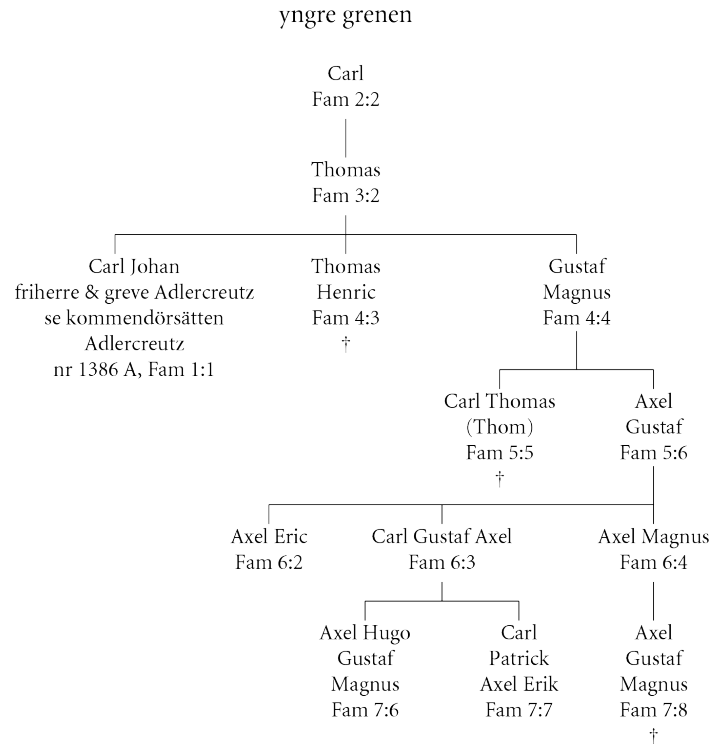 yngre grenen
Carl
Fam 2:2
Thomas
Fam 3:2
Carl Johan
friherre & greve Adlercreutz
se kommendörsätten
Adlercreutz
nr 1386 A, Fam 1:1
Thomas
Henric
Fam 4:3
†
Gustaf
Magnus
Fam 4:4
Carl Thomas
(Thom)
Fam 5:5
†
Axel
Gustaf
Fam 5:6
Axel Eric
Fam 6:2
Carl Gustaf Axel
Fam 6:3
Axel Magnus
Fam 6:4
Axel Hugo
Gustaf
Magnus
Fam 7:6
Carl
Patrick
Axel Erik
Fam 7:7
Axel
Gustaf
Magnus
Fam 7:8
†